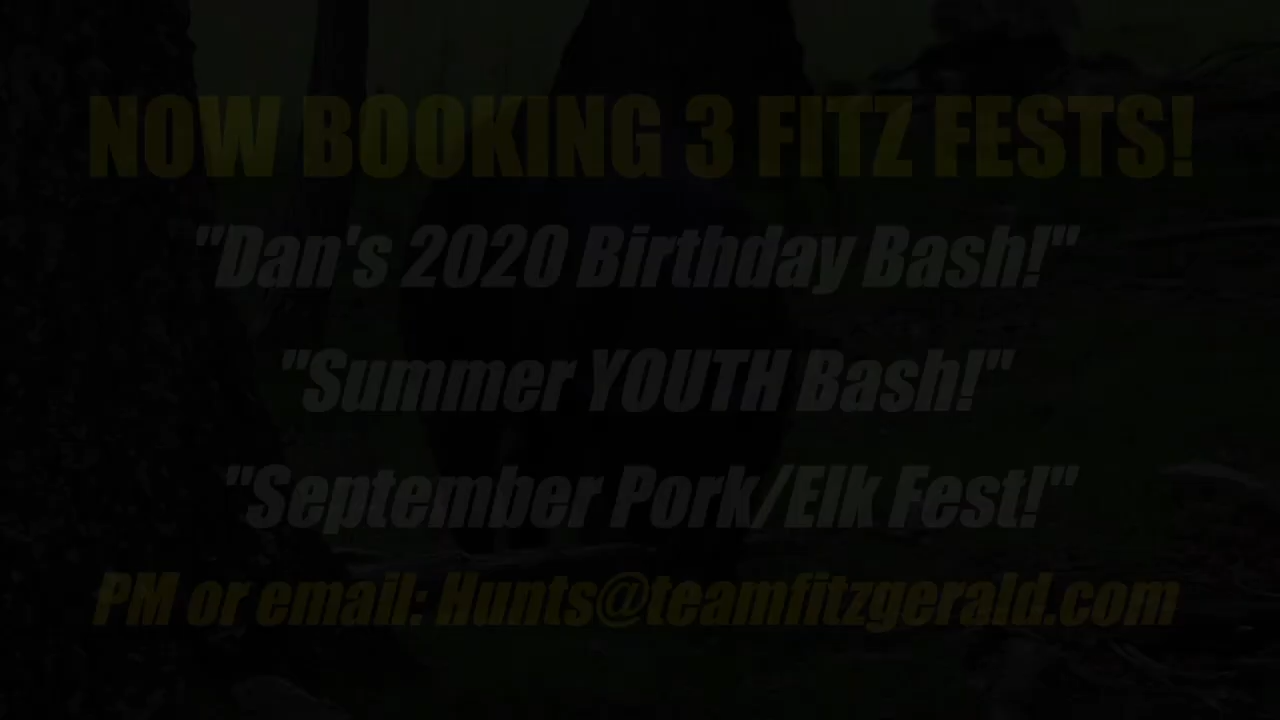 NOW BOOKING 3 FITZ FESTS!
"Dan's 2020 Birthday Bash!"
"Summer YOUTH Bash!"
"September Pork/Elk Fest!"
PM or email: Hunts@teamfitzgerald.com